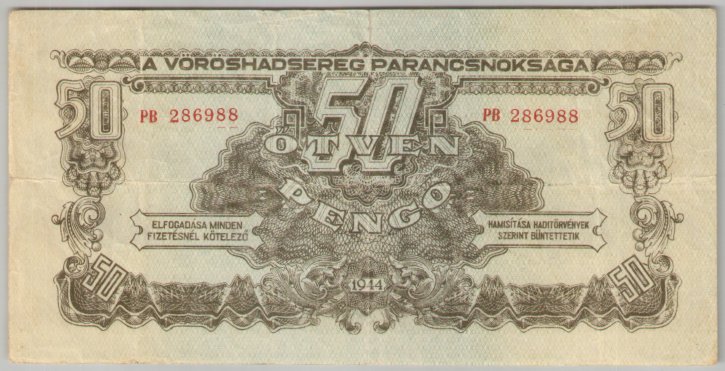 A VÖRÖSHADSEREG PARANCSNOKSÁGA
50 50 50
PB 286988 PB 286988
ÖTVEN
PENGŐ
ELFOGADÁSA MINDEN
FIZETÉSNÉL KÖTELEZŐ
HAMISÍTÁSA HADITÖRVÉNYEK
SZERINT BÜNTETTETIK
50 1944 50